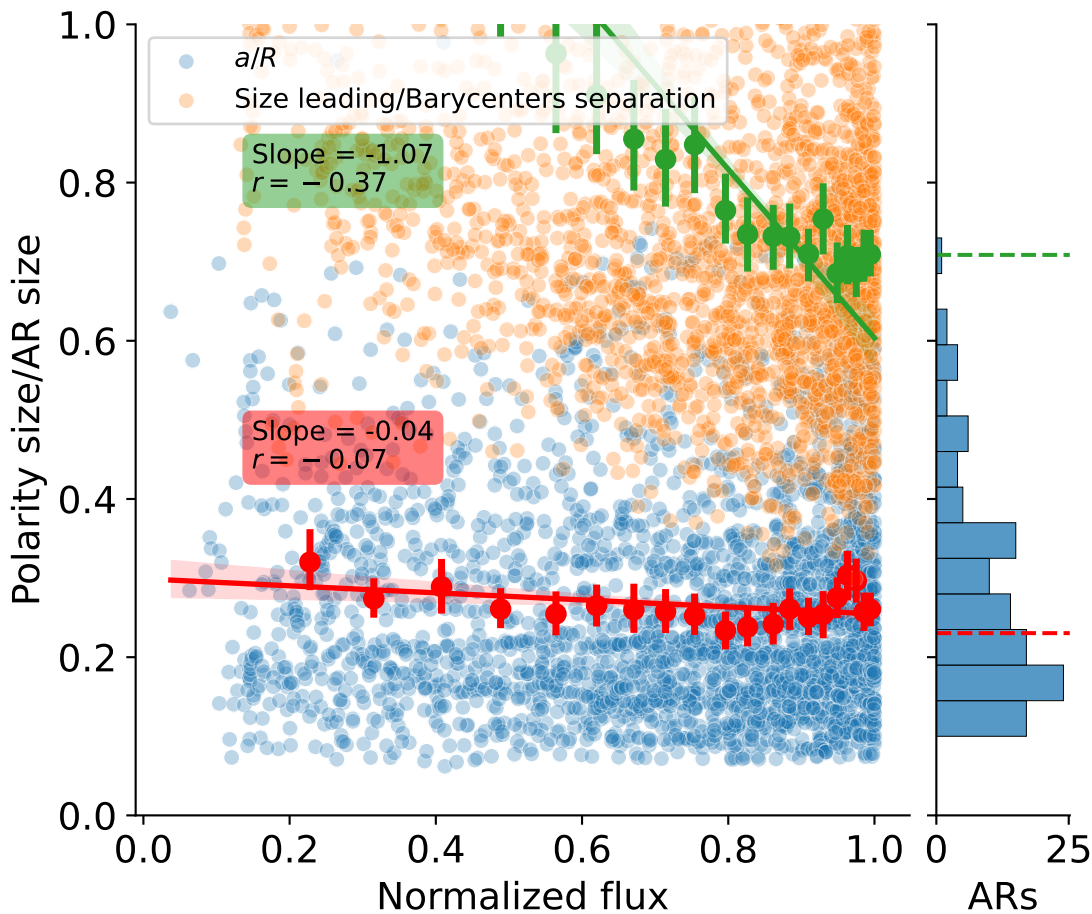 1.0
a/R
Size leading/Barycenters separation
Slope = -1.07
r = −0.37
0.8
Polarity size/AR size
0.6
Slope = -0.04
r = −0.07
0.4
0.2
0.0
0.0 0.2 0.4 0.6 0.8 1.0 0 25
Normalized flux ARs